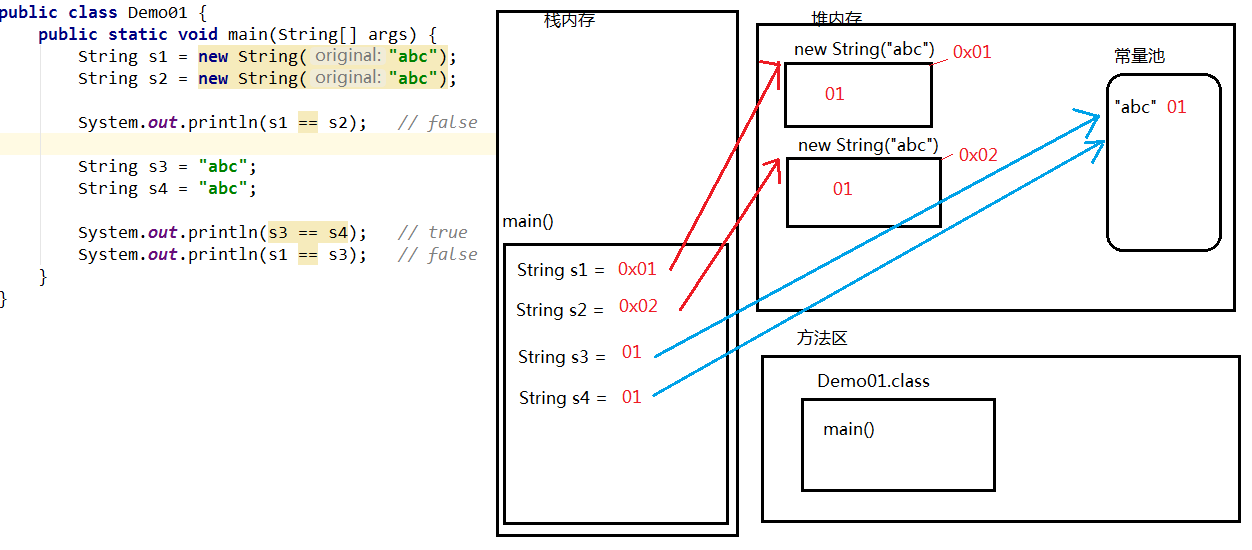 public class Demo01 {
public static void main(String[] args) {
String s1 = new String( original: "abc");
String s2 = new String( original: "abc");
System.out.println(s1 == s2); // false
String s3 = "abc";
String s4 = "abc";
System.out.println(s3 == s4); // true
System.out.println(s1 == s3); // false
}
}
栈内存
main()
String s1 = 0x01
String s2 = 0x02
String s3 = 01
String s4 = 01
堆内存
new String("abc") 0x01
01
new String("abc") 0x02
01
常量池
"abc" 01
方法区
Demo01.class
main()